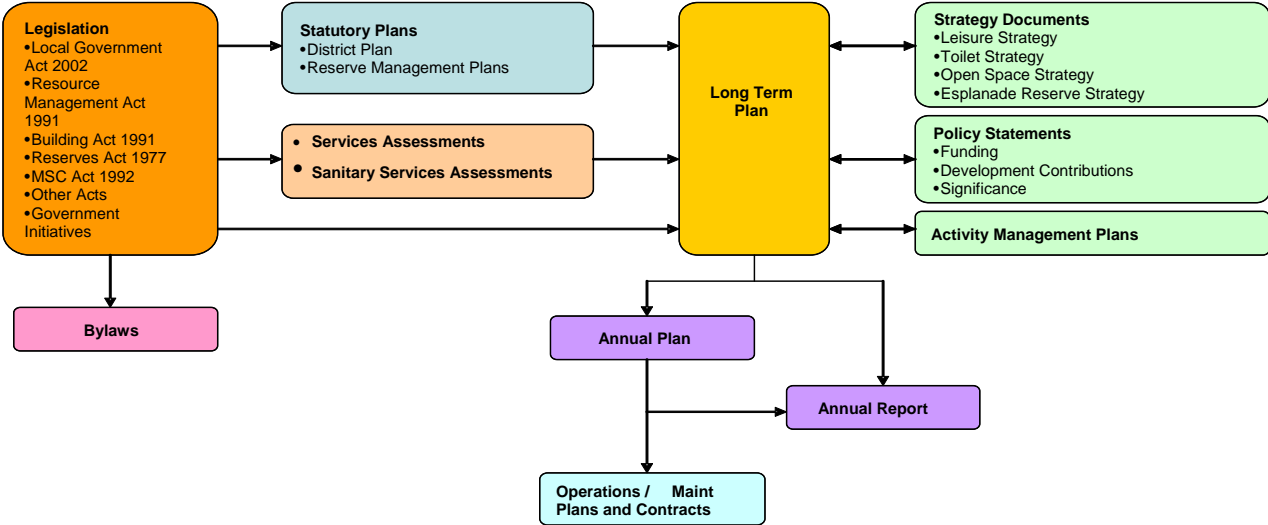 Legislation
•Local Government
Act 2002
•Resource
Management Act
1991
•Building Act 1991
•Reserves Act 1977
•MSC Act 1992
•Other Acts
•Government
Initiatives
Statutory Plans
•District Plan
•Reserve Management Plans
• Services Assessments
• Sanitary Services Assessments
Long Term
Plan
Strategy Documents
•Leisure Strategy
•Toilet Strategy
•Open Space Strategy
•Esplanade Reserve Strategy
Policy Statements
•Funding
•Development Contributions
•Significance
Activity Management Plans
Bylaws
Annual Plan
Annual Report
Operations / Maint
Plans and Contracts